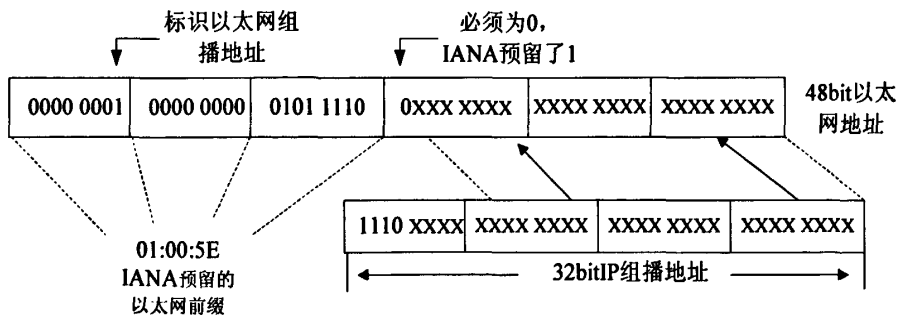 标识以太网组
播地址
必须为0,
IANA预留了1
0000 0001 0000 0000 0101 1110 0XXX XXXX XXXX XXXX XXXX XXXX
48bit以太
网地址
1110 XXXX XXXX XXXX XXXX XXXX XXXX XXXX
01:00:5E
IANA预留的
以太网前缀
32bitIP组播地址